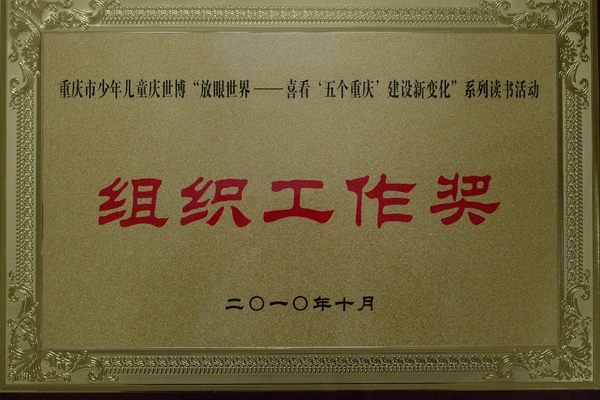 重庆市少年儿童庆世博“放眼世界——喜看‘五个重庆’建设新变化”系列读书活动
组织工作奖
二〇一〇年十月